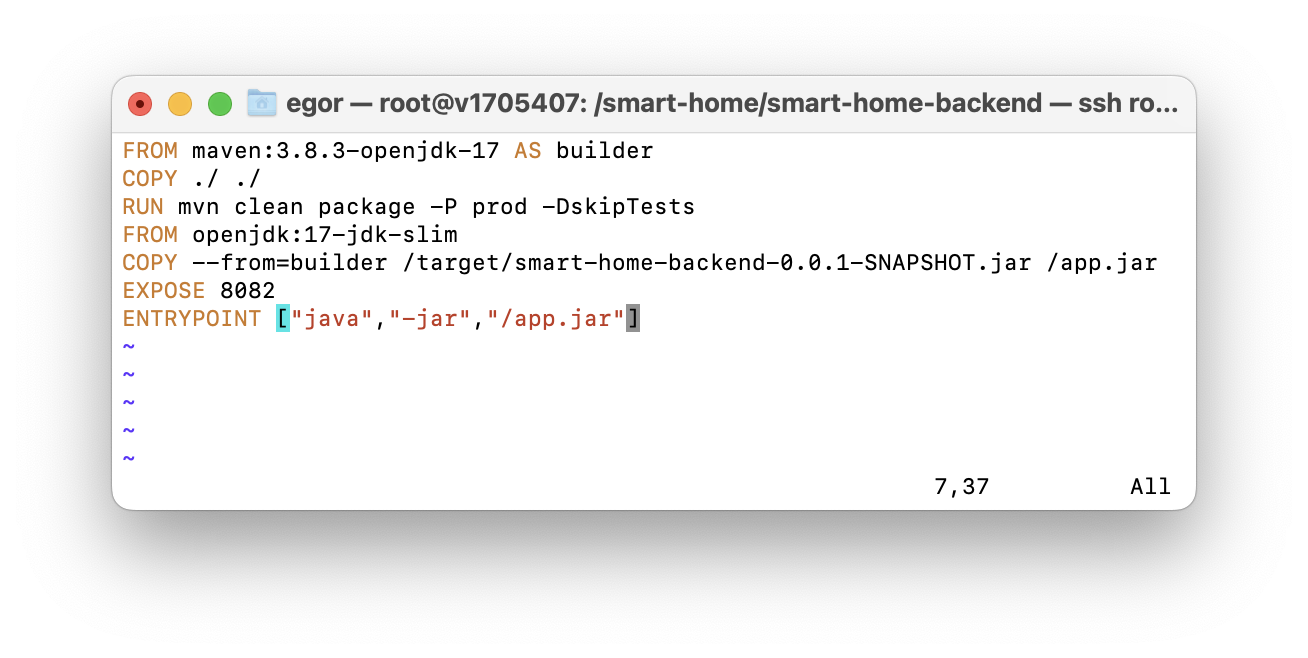 egor — root@v1705407: /smart-home/smart-home-backend — ssh ro...
FROM maven:3.8.3-openjdk-17 AS builder
COPY ./ ./
RUN mvn clean package -P prod -DskipTests
FROM openjdk:17-jdk-slim
COPY --from=builder /target/smart-home-backend-0.0.1-SNAPSHOT.jar /app.jar
EXPOSE 8082
ENTRYPOINT ["java","-jar","/app.jar"]
~
~
~
~
~
7,37 All